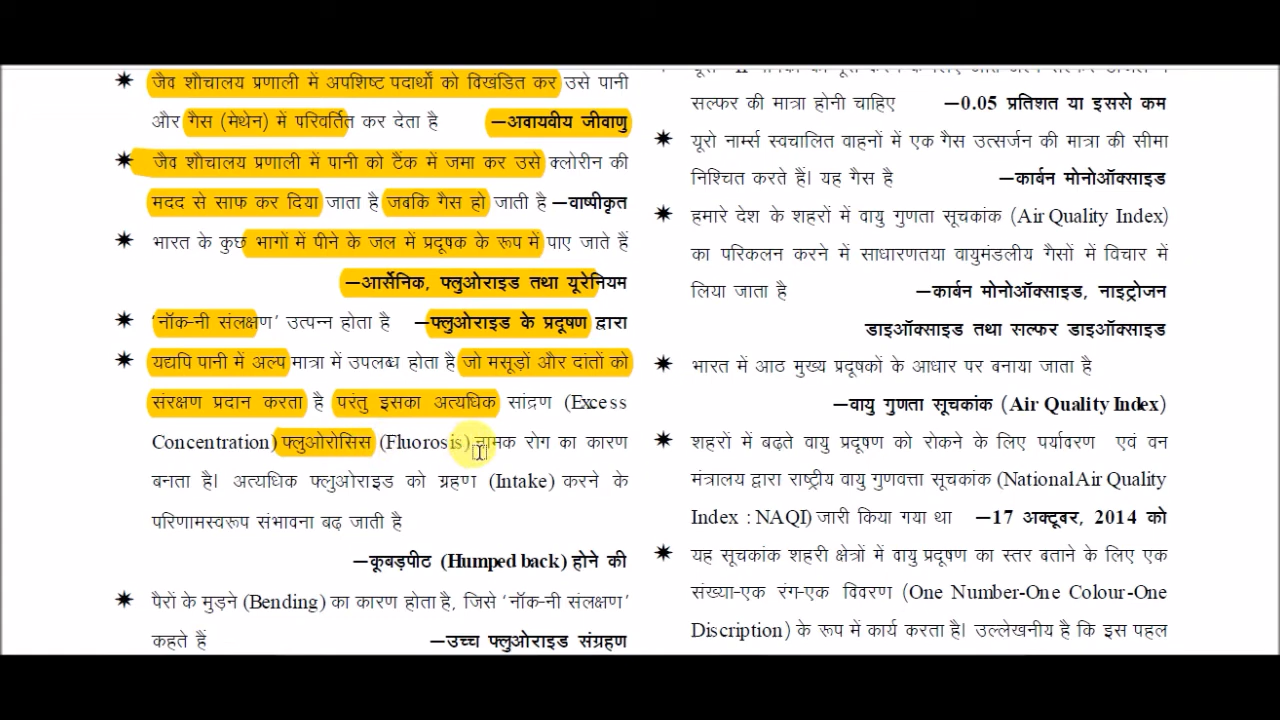 ✷ जैव शौचालय प्रणाली में अपशिष्ट पदार्थों को विखंडित कर उसे पानी
और गैस (मेथेन) में परिवर्तित कर देता है —अवायवीय जीवाणु
✷ जैव शौचालय प्रणाली में पानी को टैंक में जमा कर उसे क्लोरीन की
मदद से साफ कर दिया जाता है जबकि गैस हो जाती है —वाष्पीकृत
✷ भारत के कुछ भागों में पीने के जल में प्रदूषक के रूप में पाए जाते हैं
—आर्सेनिक, फ्लुओराइड तथा यूरेनियम
✷ 'नॉक-नी संलक्षण' उत्पन्न होता है —फ्लुओराइड के प्रदूषण द्वारा
✷ यद्यपि पानी में अल्प मात्रा में उपलब्ध होता है जो मसूड़ों और दांतों को
संरक्षण प्रदान करता है परंतु इसका अत्यधिक सांद्रण (Excess
Concentration) फ्लुओरोसिस (Fluorosis) नामक रोग का कारण
बनता है। अत्यधिक फ्लुओराइड को ग्रहण (Intake) करने के
परिणामस्वरूप संभावना बढ़ जाती है
—कूबड़पीट (Humped back) होने की
✷ पैरों के मुड़ने (Bending) का कारण होता है, जिसे 'नॉक-नी संलक्षण'
कहते हैं —उच्च फ्लुओराइड संग्रहण
सल्फर की मात्रा होनी चाहिए —0.05 प्रतिशत या इससे कम
✷ यूरो नार्म्स स्वचालित वाहनों में एक गैस उत्सर्जन की मात्रा की सीमा
निश्चित करते हैं। यह गैस है —कार्बन मोनोऑक्साइड
✷ हमारे देश के शहरों में वायु गुणता सूचकांक (Air Quality Index)
का परिकलन करने में साधारणतया वायुमंडलीय गैसों में विचार में
लिया जाता है —कार्बन मोनोऑक्साइड, नाइट्रोजन
डाइऑक्साइड तथा सल्फर डाइऑक्साइड
✷ भारत में आठ मुख्य प्रदूषकों के आधार पर बनाया जाता है
—वायु गुणता सूचकांक (Air Quality Index)
✷ शहरों में बढ़ते वायु प्रदूषण को रोकने के लिए पर्यावरण एवं वन
मंत्रालय द्वारा राष्ट्रीय वायु गुणवत्ता सूचकांक (National Air Quality
Index : NAQI) जारी किया गया था —17 अक्टूबर, 2014 को
✷ यह सूचकांक शहरी क्षेत्रों में वायु प्रदूषण का स्तर बताने के लिए एक
संख्या-एक रंग-एक विवरण (One Number-One Colour-One
Discription) के रूप में कार्य करता है। उल्लेखनीय है कि इस पहल